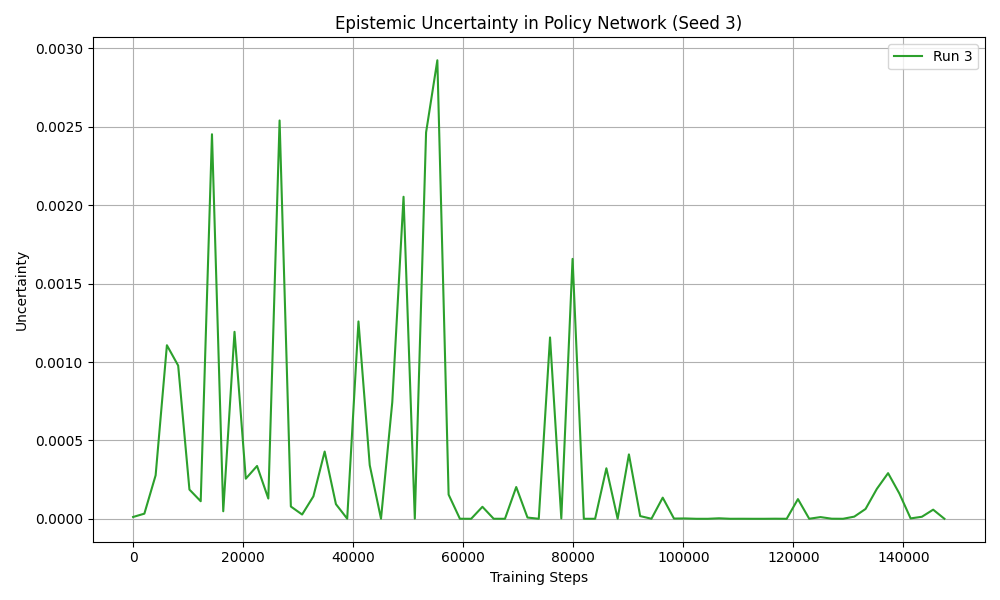 Epistemic Uncertainty in Policy Network (Seed 3)
Run 3
Uncertainty
0.0030
0.0025
0.0020
0.0015
0.0010
0.0005
0.0000
0 20000 40000 60000 80000 100000 120000 140000
Training Steps